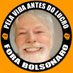 PELA VIDA ANTES DO LUCRO
FORA BOLSONARO